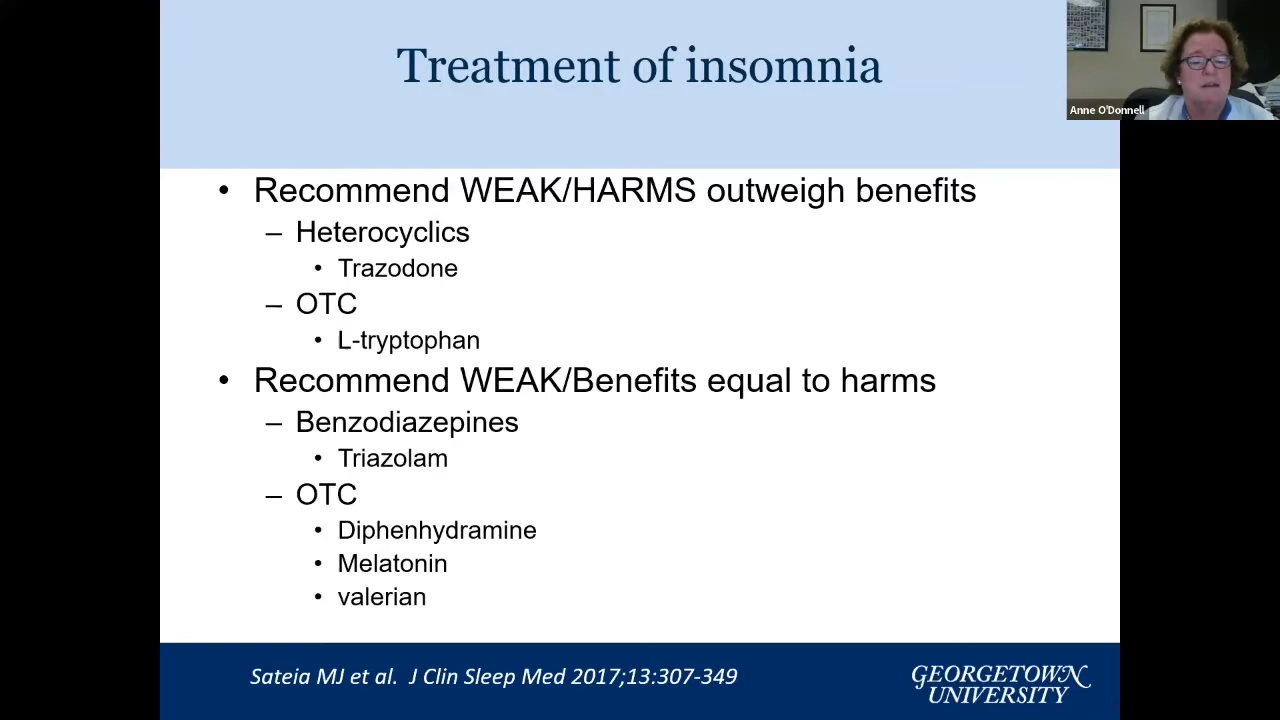 Treatment of insomnia
Anne O'Donnell
• Recommend WEAK/HARMS outweigh benefits
– Heterocyclics
• Trazodone
– OTC
• L-tryptophan
• Recommend WEAK/Benefits equal to harms
– Benzodiazepines
• Triazolam
– OTC
• Diphenhydramine
• Melatonin
• valerian
Sateia MJ et al. J Clin Sleep Med 2017;13:307-349
GEORGETOWN
UNIVERSITY